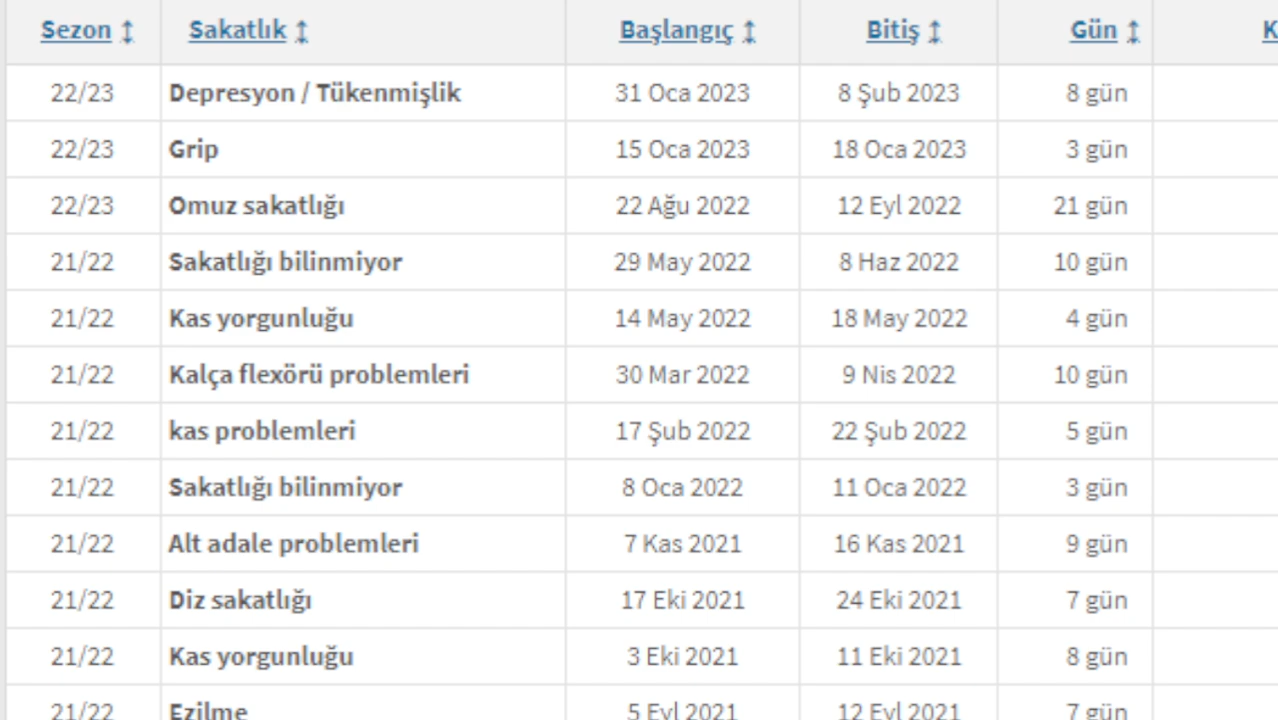 Sezon Sakatlık Başlangıç Bitiş Gün K
22/23 Depresyon / Tükenmişlik 31 Oca 2023 8 Şub 2023 8 gün
22/23 Grip 15 Oca 2023 18 Oca 2023 3 gün
22/23 Omuz sakatlığı 22 Ağu 2022 12 Eyl 2022 21 gün
21/22 Sakatlığı bilinmiyor 29 May 2022 8 Haz 2022 10 gün
21/22 Kas yorgunluğu 14 May 2022 18 May 2022 4 gün
21/22 Kalça flexörü problemleri 30 Mar 2022 9 Nis 2022 10 gün
21/22 kas problemleri 17 Şub 2022 22 Şub 2022 5 gün
21/22 Sakatlığı bilinmiyor 8 Oca 2022 11 Oca 2022 3 gün
21/22 Alt adale problemleri 7 Kas 2021 16 Kas 2021 9 gün
21/22 Diz sakatlığı 17 Eki 2021 24 Eki 2021 7 gün
21/22 Kas yorgunluğu 3 Eki 2021 11 Eki 2021 8 gün
21/22 Ezilme 5 Eyl 2021 12 Eyl 2021 7 gün